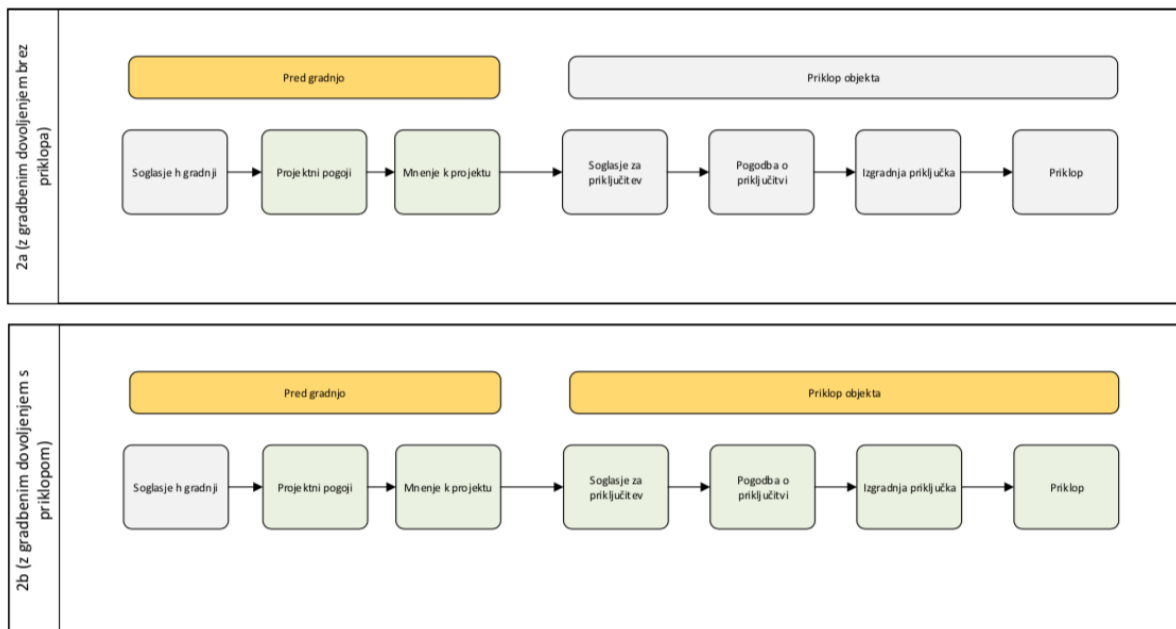 2a (z gradbenim dovoljenjem brez
priklopa)
Pred gradnjo
Priklop objekta
Soglasje h gradnji
Projektni pogoji
Mnenje k projektu
Soglasje za
priključitev
Pogodba o
priključitvi
Izgradnja priključka
Priklop
2b (z gradbenim dovoljenjem s
priklopom)
Pred gradnjo
Priklop objekta
Soglasje h gradnji
Projektni pogoji
Mnenje k projektu
Soglasje za
priključitev
Pogodba o
priključitvi
Izgradnja priključka
Priklop